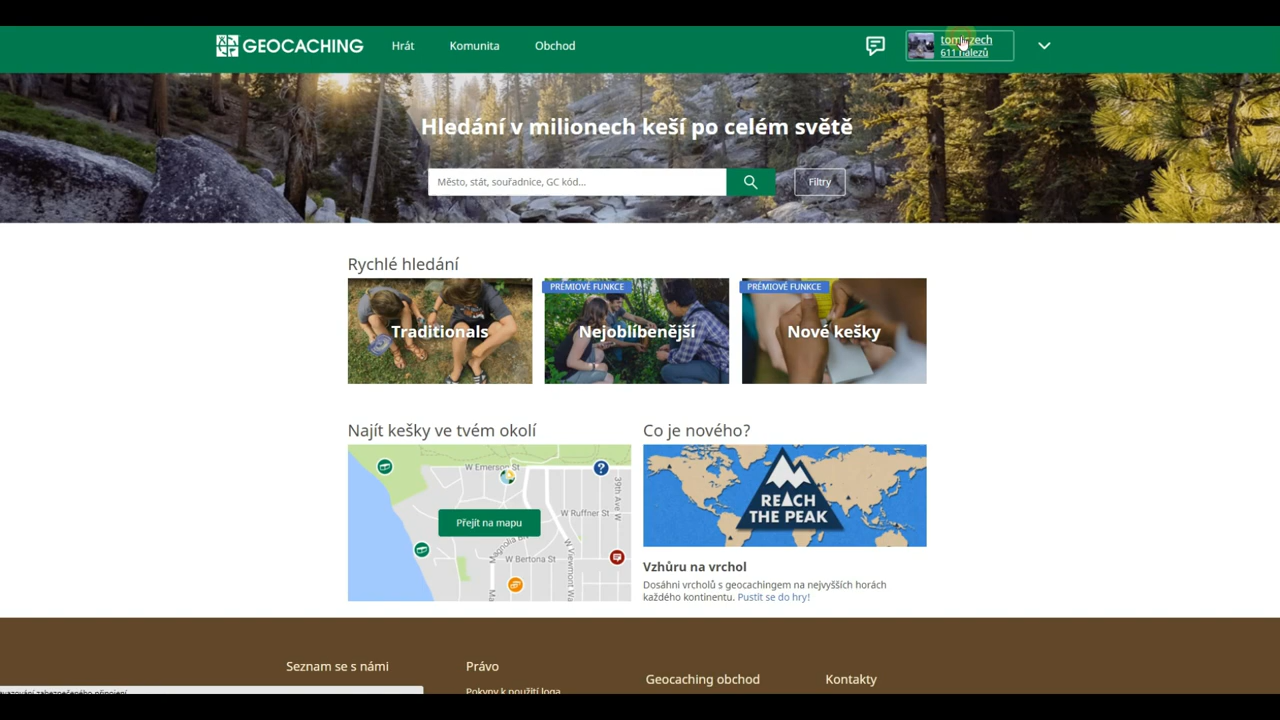 GEOCACHING
Hrát
Komunita
Obchod
611 nálezů
Hledání v milionech keší po celém světě
Město, stát, souřadnice, GC kód...
Filtry
Rychlé hledání
Traditionals
PRÉMIOVÉ FUNKCE
Nejoblíbenější
PRÉMIOVÉ FUNKCE
Nové kešky
Najít kešky ve tvém okolí
W Emerson St
39th Ave W
W Ruffner St
Přejít na mapu
W Bertona St
Co je nového?
REACH
THE PEAK
Vzhůru na vrchol
Dosáhni vrcholů s geocachingem na nejvyšších horách
každého kontinentu. Pustit se do hry!
Seznam se s námi
Právo
Pokyny k použití loga
Geocaching obchod
Kontakty